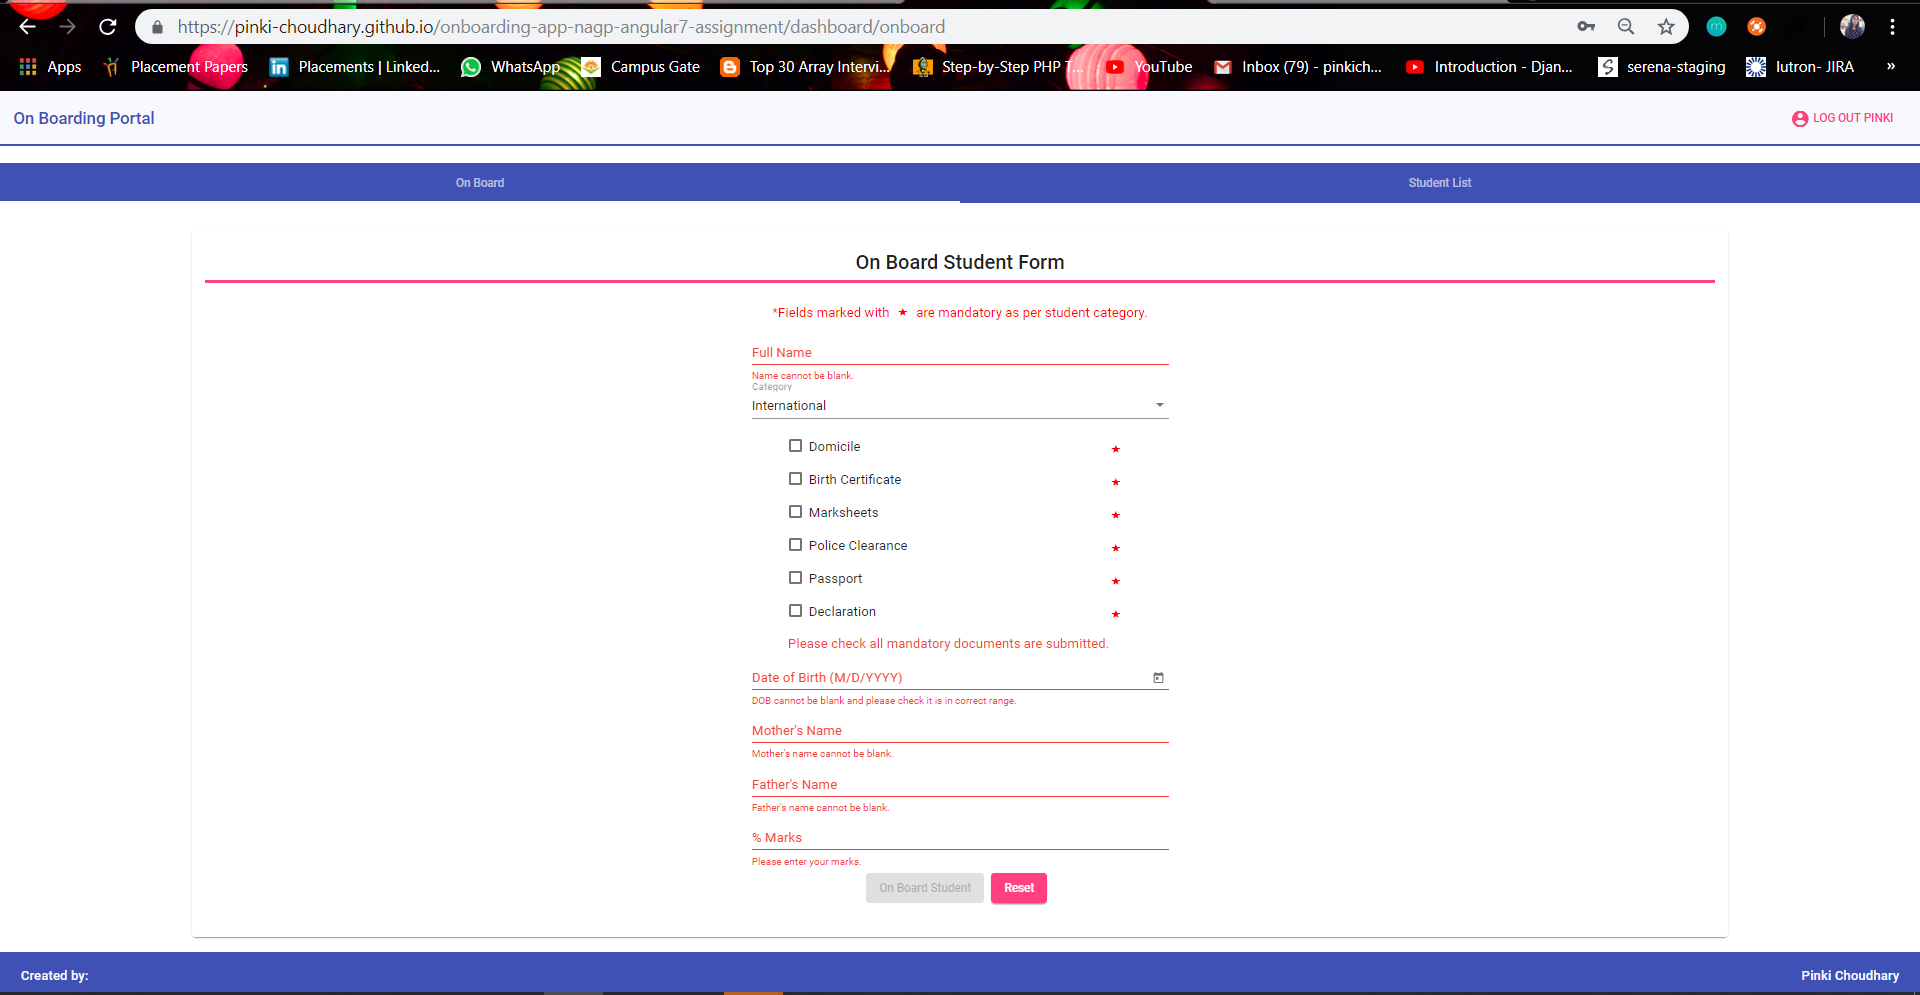 https://pinki-choudhary.github.io/onboarding-app-nagp-angular7-assignment/dashboard/onboard
m
Apps Placement Papers Placements | Linked... WhatsApp Campus Gate Top 30 Array Intervi... Step-by-Step PHP T... YouTube Inbox (79) - pinkich... Introduction - Djan... serena-staging lutron- JIRA »
On Boarding Portal
LOG OUT PINKI
On Board
Student List
On Board Student Form
*Fields marked with ★ are mandatory as per student category.
Full Name
Name cannot be blank.
Category
International
Domicile ★
Birth Certificate ★
Marksheets ★
Police Clearance ★
Passport ★
Declaration ★
Please check all mandatory documents are submitted.
Date of Birth (M/D/YYYY)
DOB cannot be blank and please check it is in correct range.
Mother's Name
Mother's name cannot be blank.
Father's Name
Father's name cannot be blank.
% Marks
Please enter your marks.
On Board Student
Reset
Created by:
Pinki Choudhary